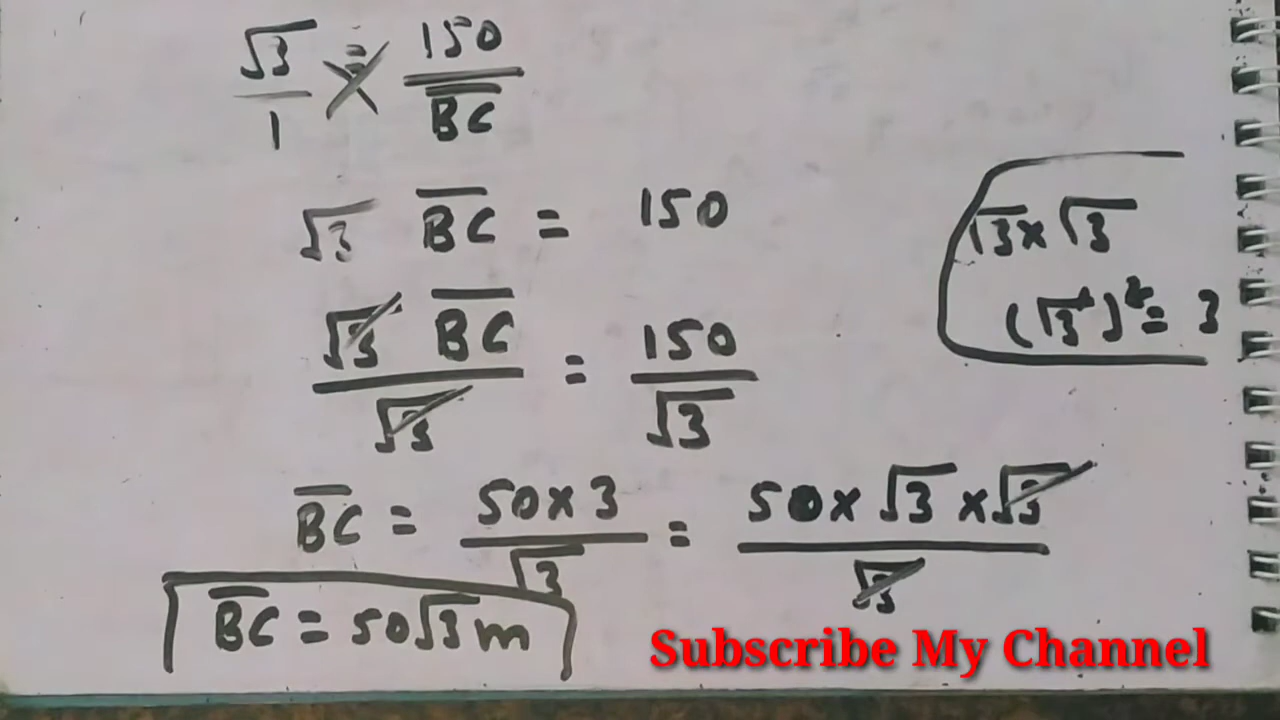 √3/1 = 150/BC
√3 BC = 150
√3 BC/√3 = 150/√3
√3 × √3
(√3)² = 3
BC = 50×3/√3 = 50×√3×√3/√3
BC = 50√3 m
Subscribe My Channel